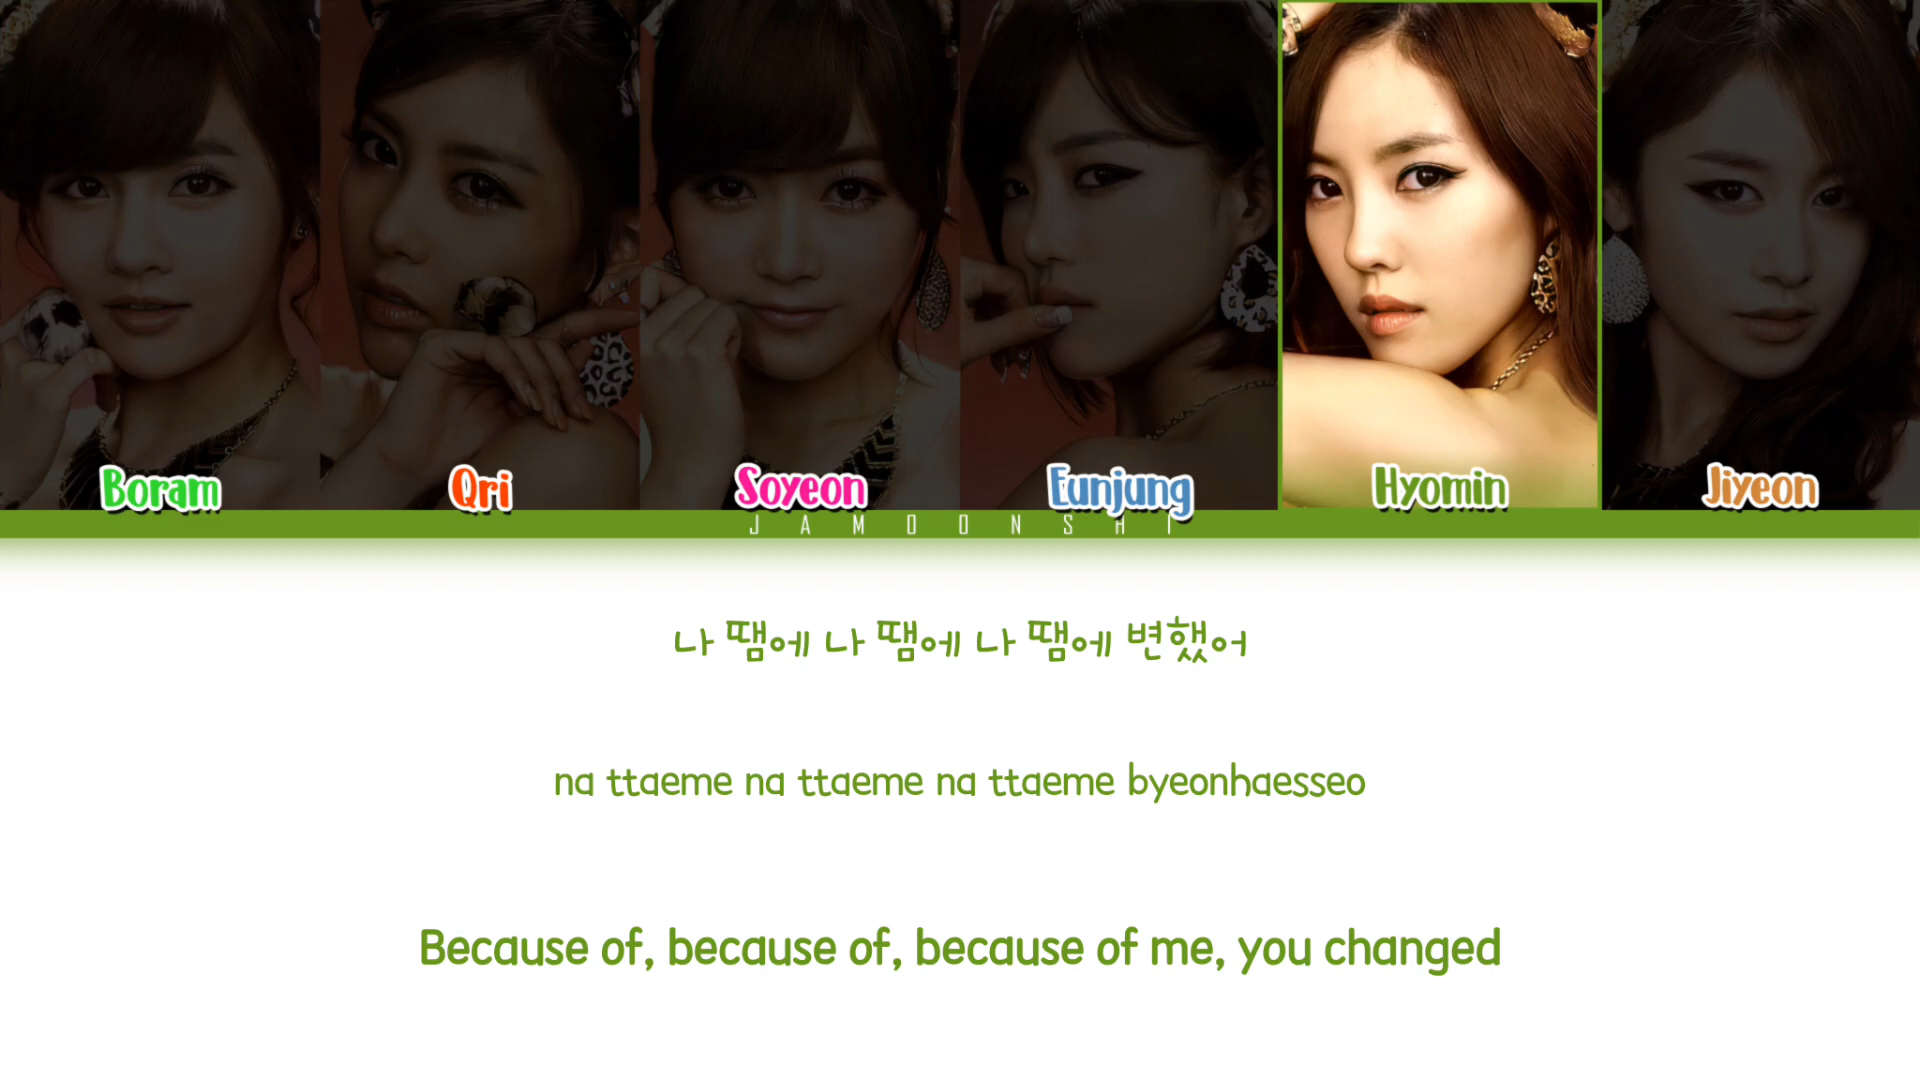 Boram
Qri
Soyeon
Eunjung
Hyomin
Jiyeon
JAMOONSHI
나 땜에 나 땜에 나 땜에 변했어
na ttaeme na ttaeme na ttaeme byeonhaesseo
Because of, because of, because of me, you changed